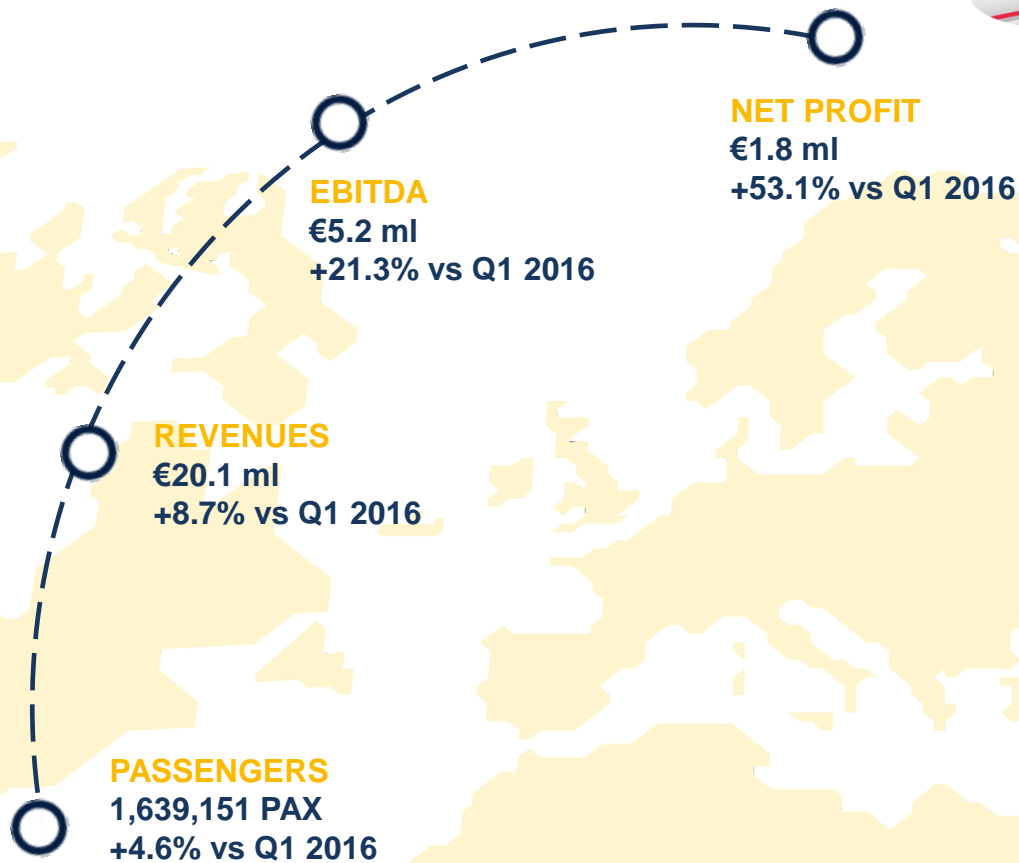 NET PROFIT
€1.8 ml
+53.1% vs Q1 2016
EBITDA
€5.2 ml
+21.3% vs Q1 2016
REVENUES
€20.1 ml
+8.7% vs Q1 2016
PASSENGERS
1,639,151 PAX
+4.6% vs Q1 2016